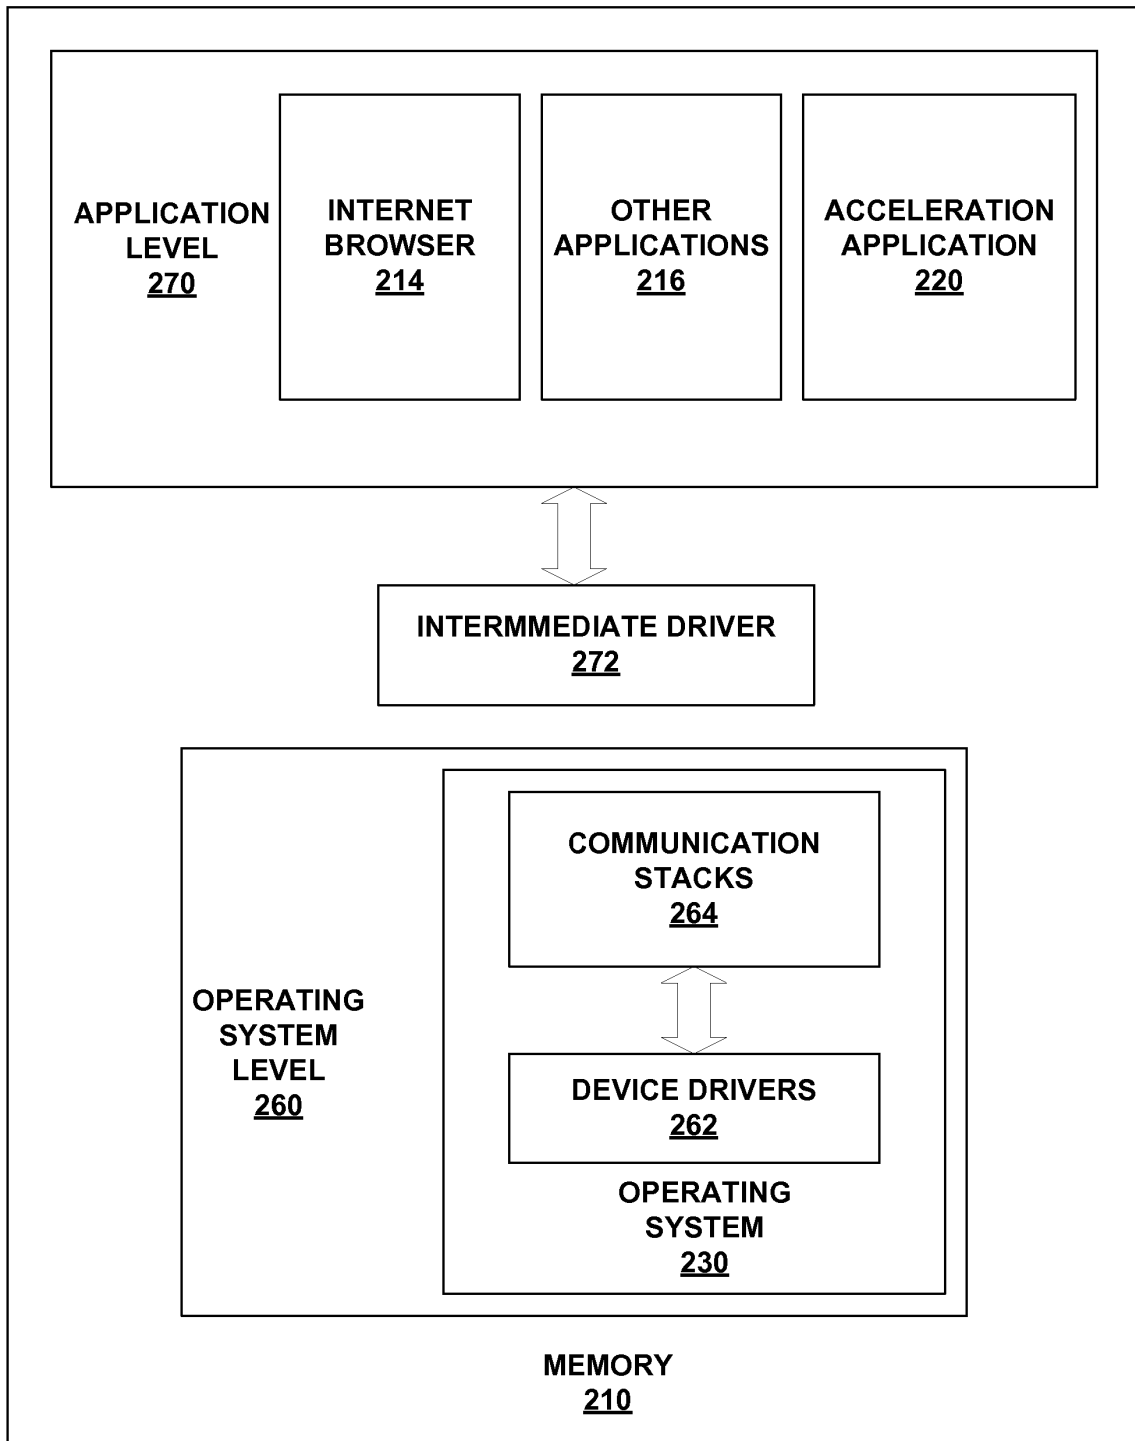 APPLICATION
LEVEL
270
INTERNET
BROWSER
214
OTHER
APPLICATIONS
216
ACCELERATION
APPLICATION
220
INTERMMEDIATE DRIVER
272
OPERATING
SYSTEM
LEVEL
260
COMMUNICATION
STACKS
264
DEVICE DRIVERS
262
OPERATING
SYSTEM
230
MEMORY
210